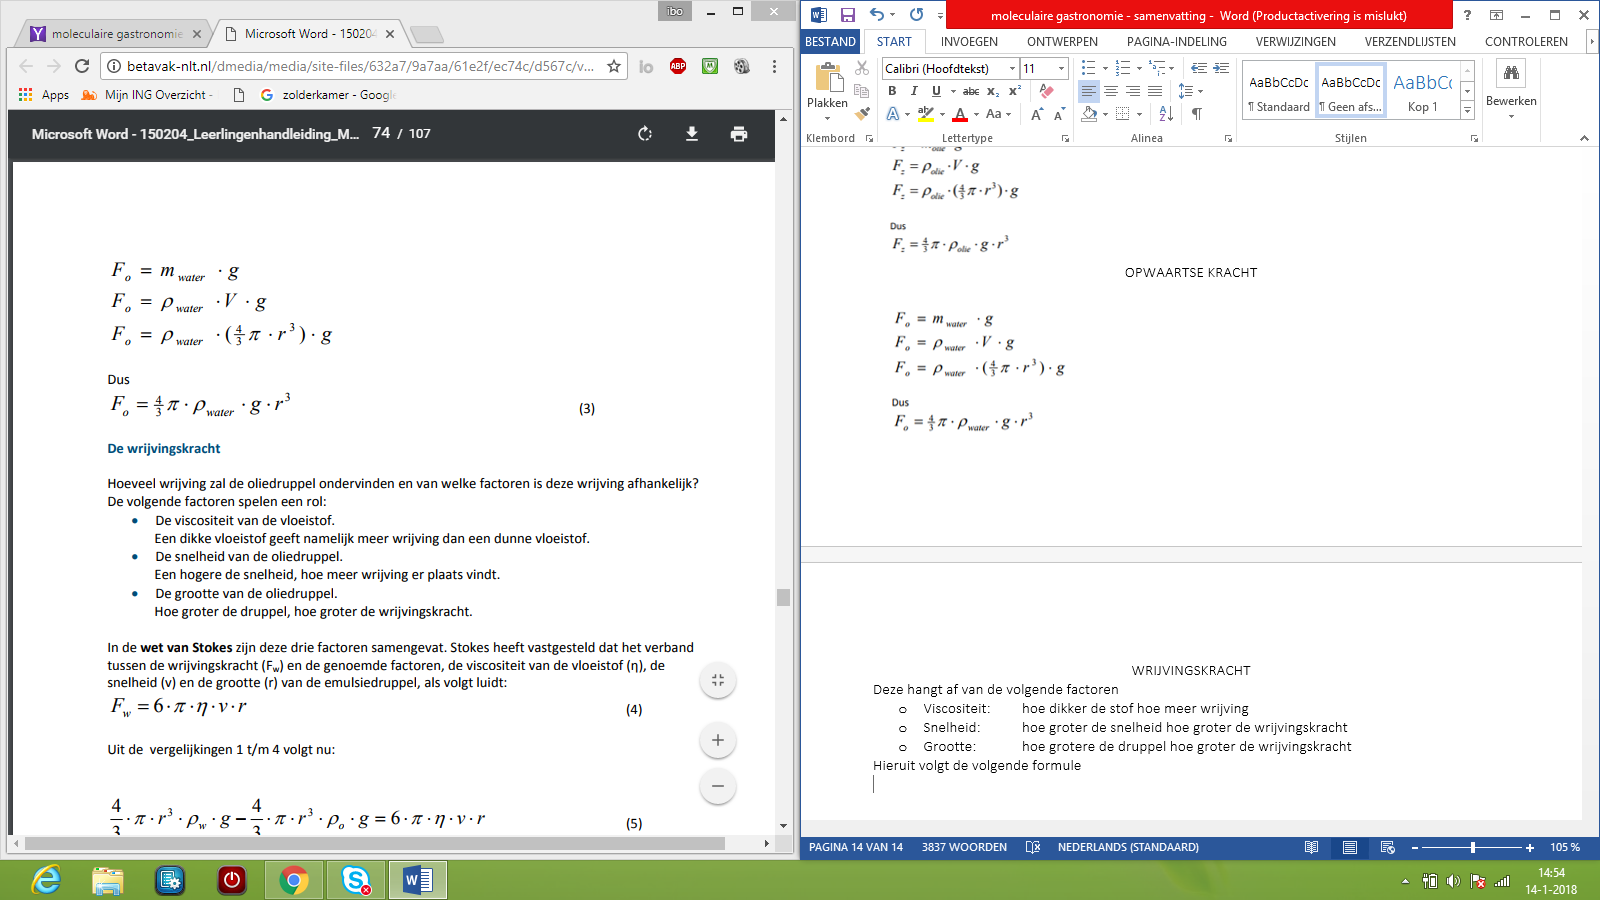 ibo
moleculaire gastronomie
Microsoft Word - 150204
betavak-nlt.nl/dmedia/media/site-files/632a7/9a7aa/61e2f/ec74c/d567c/v...
Apps
Mijn ING Overzicht -
zolderkamer - Google
Microsoft Word - 150204_Leerlingenhandleiding_M... 74 / 107
F_o = m_water · g
F_o = ρ_water · V · g
F_o = ρ_water · (4/3 π · r³) · g
Dus
F_o = 4/3 π · ρ_water · g · r³ (3)
De wrijvingskracht
Hoeveel wrijving zal de oliedruppel ondervinden en van welke factoren is deze wrijving afhankelijk?
De volgende factoren spelen een rol:
• De viscositeit van de vloeistof.
Een dikke vloeistof geeft namelijk meer wrijving dan een dunne vloeistof.
• De snelheid van de oliedruppel.
Een hogere de snelheid, hoe meer wrijving er plaats vindt.
• De grootte van de oliedruppel.
Hoe groter de druppel, hoe groter de wrijvingskracht.
In de wet van Stokes zijn deze drie factoren samengevat. Stokes heeft vastgesteld dat het verband
tussen de wrijvingskracht (F_w) en de genoemde factoren, de viscositeit van de vloeistof (η), de
snelheid (v) en de grootte (r) van de emulsiedruppel, als volgt luidt:
F_w = 6 · π · η · v · r (4)
Uit de vergelijkingen 1 t/m 4 volgt nu:
4/3 · π · r³ · ρ_w · g − 4/3 · π · r³ · ρ_o · g = 6 · π · η · v · r (5)
moleculaire gastronomie - samenvatting - Word (Productactivering is mislukt)
BESTAND START INVOEGEN ONTWERPEN PAGINA-INDELING VERWIJZINGEN VERZENDLIJSTEN CONTROLEREN
Plakken
Calibri (Hoofdtekst) 11
AaBbCcDc AaBbCcDc AaBbCc
¶ Standaard ¶ Geen afs... Kop 1
Bewerken
Klembord Lettertype Alinea Stijlen
F_z = ρ_olie · V · g
F_z = ρ_olie · (4/3 π · r³) · g
Dus
F_z = 4/3 π · ρ_olie · g · r³
OPWAARTSE KRACHT
F_o = m_water · g
F_o = ρ_water · V · g
F_o = ρ_water · (4/3 π · r³) · g
Dus
F_o = 4/3 π · ρ_water · g · r³
WRIJVINGSKRACHT
Deze hangt af van de volgende factoren
o Viscositeit: hoe dikker de stof hoe meer wrijving
o Snelheid: hoe groter de snelheid hoe groter de wrijvingskracht
o Grootte: hoe grotere de druppel hoe groter de wrijvingskracht
Hieruit volgt de volgende formule
PAGINA 14 VAN 14 3837 WOORDEN NEDERLANDS (STANDAARD) 105 %
14:54
14-1-2018